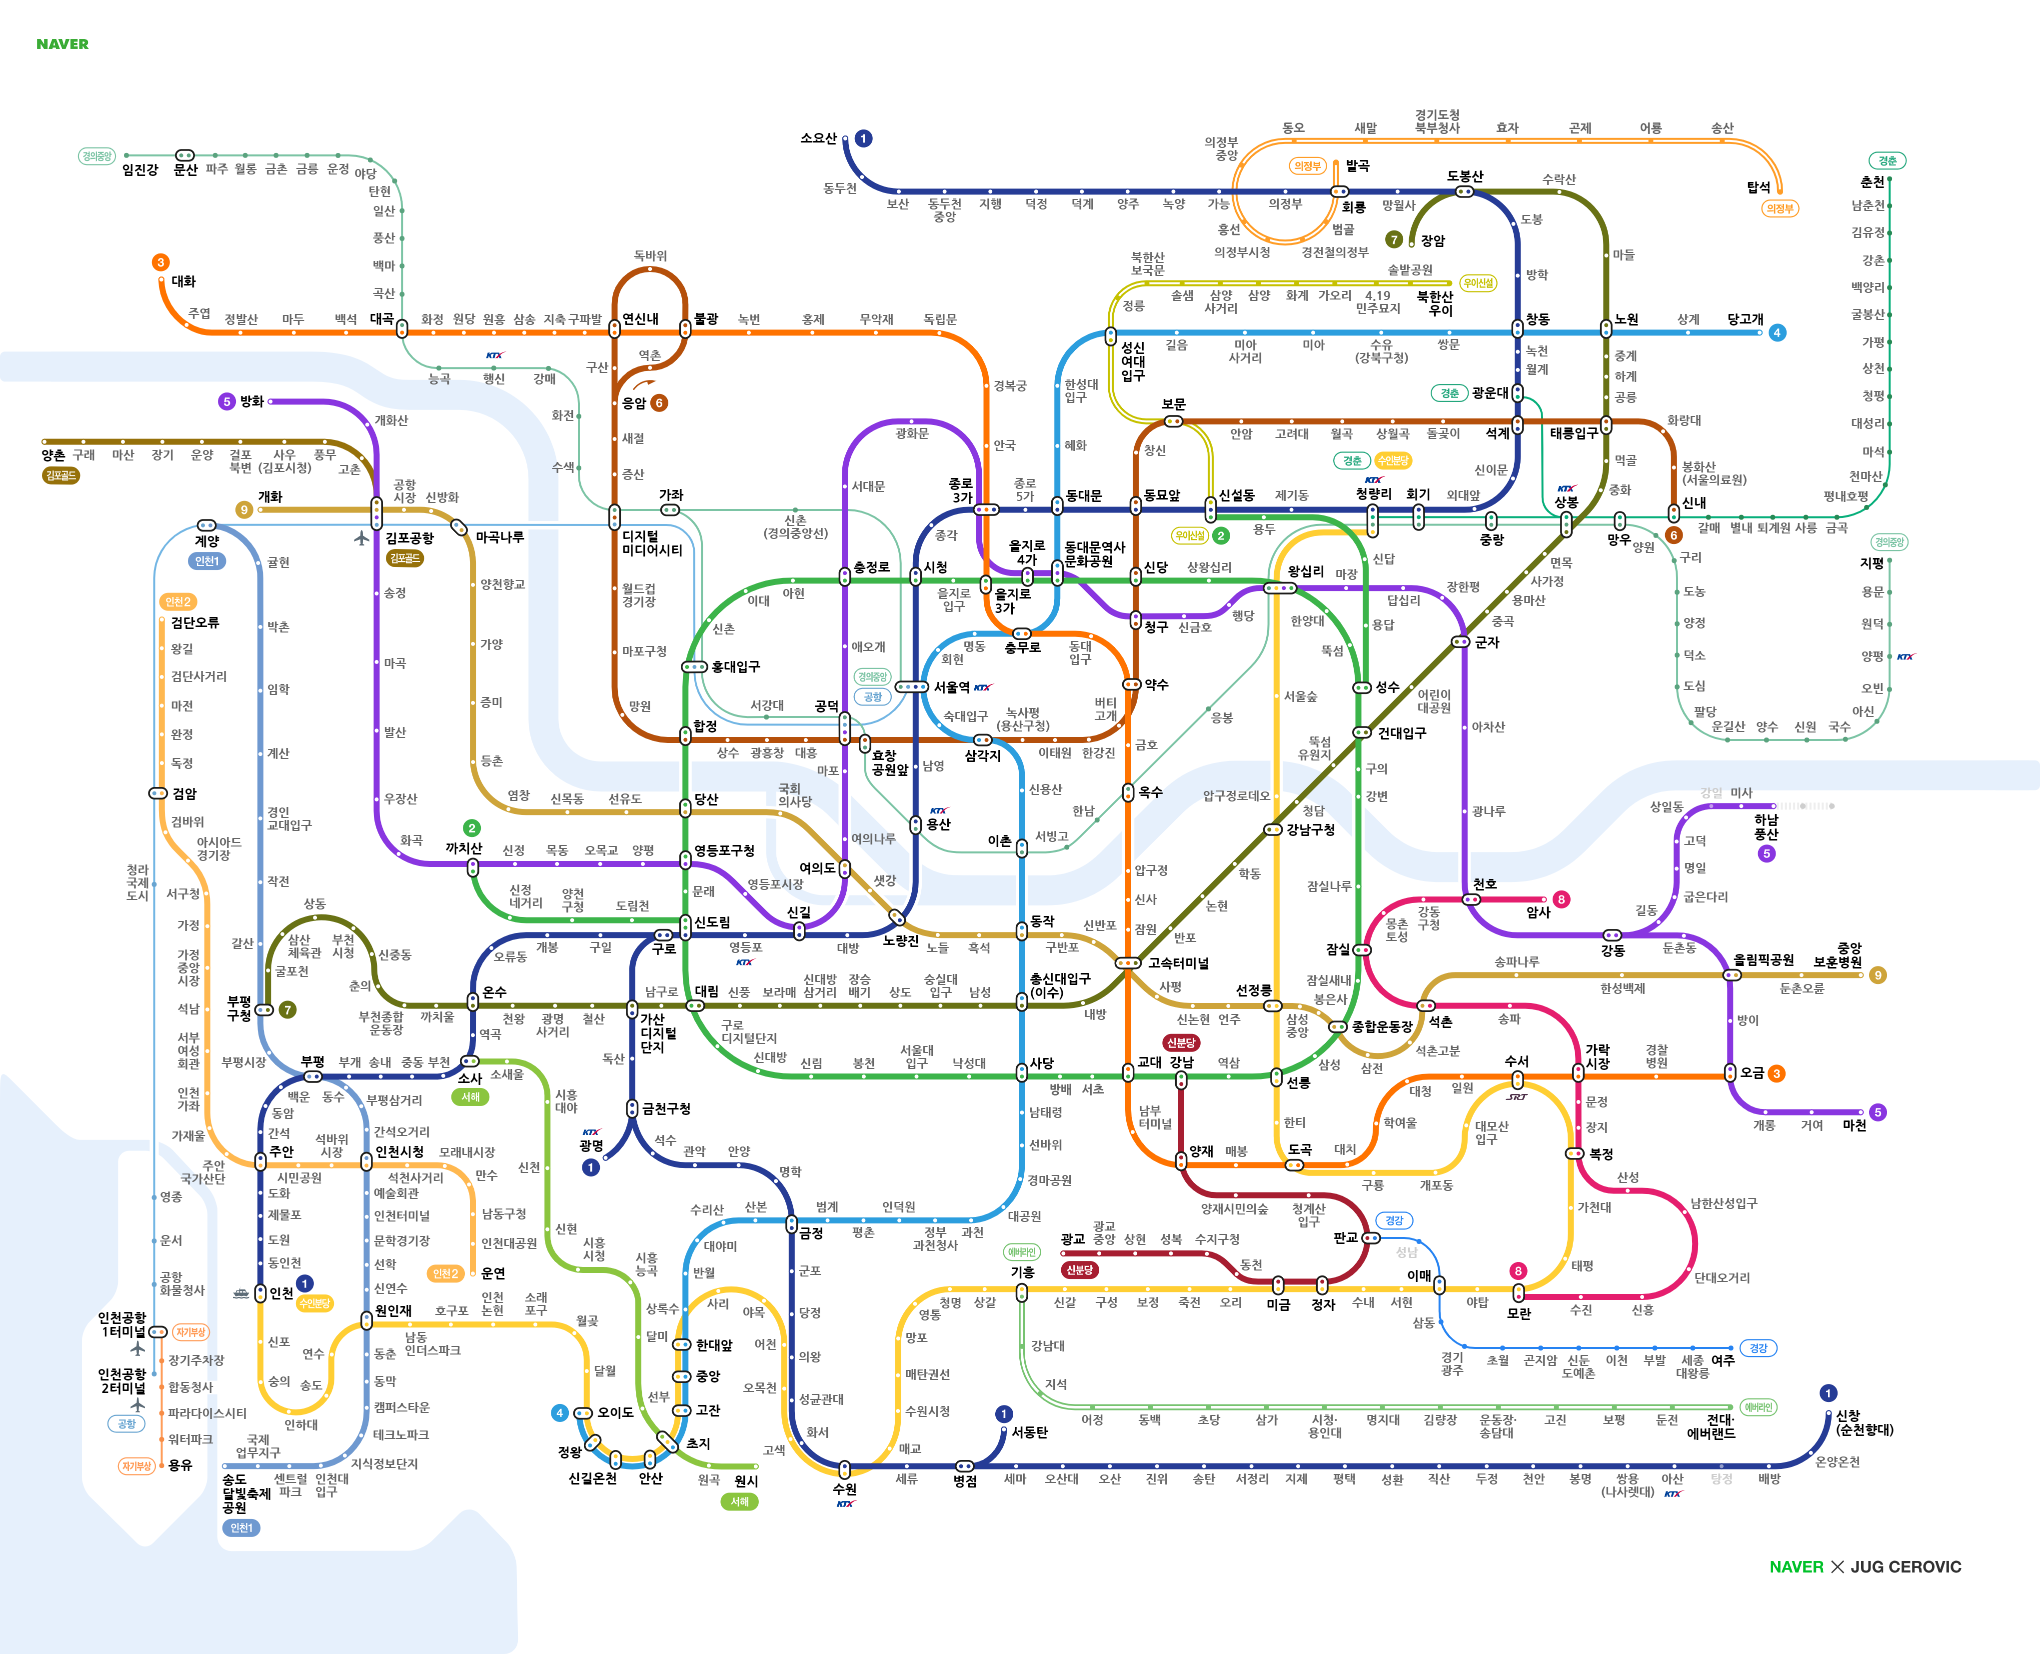 NAVER
소요산
1
동두천
보산
동두천
중앙
지행
덕정
덕계
양주
녹양
가능
의정부
회룡
망월사
도봉산
수락산
의정부
중앙
동오
새말
경기도청
북부청사
효자
곤제
어룡
송산
탑석
의정부
의정부
발곡
흥선
의정부시청
경전철의정부
범골
7
장암
도봉
방학
마들
경의중앙
임진강
문산
파주
월롱
금촌
금릉
운정
야당
탄현
일산
풍산
백마
곡산
3
대화
주엽
정발산
마두
백석
대곡
화정
원당
원흥
삼송
지축
구파발
연신내
독바위
불광
녹번
홍제
무악재
독립문
구산
역촌
응암
6
능곡
KTX
행신
강매
화전
수색
새절
증산
경춘
춘천
남춘천
김유정
강촌
백양리
굴봉산
가평
상천
청평
대성리
마석
천마산
평내호평
북한산
보국문
정릉
솔샘
삼양
사거리
삼양
화계
가오리
4.19
민주묘지
솔밭공원
북한산
우이
우이신설
성신
여대
입구
길음
미아
사거리
미아
수유
(강북구청)
쌍문
창동
노원
상계
당고개
4
녹천
월계
중계
하계
공릉
경춘
광운대
보문
안암
고려대
월곡
상월곡
돌곶이
석계
태릉입구
화랑대
봉화산
(서울의료원)
신내
6
먹골
중화
신이문
5
방화
개화산
양촌
김포골드
구래
마산
장기
운양
걸포
북변
사우
(김포시청)
풍무
고촌
9
개화
공항
시장
신방화
김포공항
김포골드
마곡나루
계양
인천1
디지털
미디어시티
가좌
신촌
(경의중앙선)
광화문
서대문
경복궁
안국
종로
3가
종로
5가
종각
한성대
입구
혜화
동대문
창신
동묘앞
신설동
우이신설
2
제기동
경춘
수인분당
KTX
청량리
회기
외대앞
용두
중랑
KTX
상봉
망우
양원
갈매
별내
퇴계원
사릉
금곡
구리
도농
양정
덕소
도심
팔당
운길산
양수
신원
국수
아신
오빈
양평
KTX
원덕
용문
지평
경의중앙
신답
용답
면목
사가정
용마산
중곡
군자
을지로
4가
동대문역사
문화공원
신당
상왕십리
왕십리
마장
답십리
장한평
을지로
입구
을지로
3가
시청
충정로
아현
이대
신촌
홍대입구
월드컵
경기장
마포구청
망원
합정
상수
광흥창
대흥
서강대
공덕
애오개
경의중앙
공항
서울역
KTX
회현
명동
충무로
동대
입구
약수
청구
신금호
행당
한양대
뚝섬
성수
버티
고개
숙대입구
녹사평
(용산구청)
삼각지
이태원
한강진
효창
공원앞
남영
마포
신용산
응봉
금호
옥수
한남
서빙고
이촌
KTX
용산
서울숲
어린이
대공원
건대입구
뚝섬
유원지
구의
강변
아차산
광나루
압구정로데오
청담
강남구청
학동
논현
반포
고속터미널
압구정
신사
잠원
신반포
구반포
동작
흑석
노들
노량진
샛강
여의도
여의나루
국회
의사당
당산
선유도
신목동
염창
등촌
증미
가양
양천향교
귤현
박촌
임학
계산
경인
교대입구
작전
갈산
부평
구청
송정
마곡
발산
우장산
화곡
2
까치산
신정
목동
오목교
양평
영등포구청
영등포시장
신길
문래
신정
네거리
양천
구청
도림천
신도림
구로
영등포
KTX
대방
인천2
검단오류
왕길
검단사거리
마전
완정
독정
검암
검바위
아시아드
경기장
서구청
가정
가정
중앙
시장
석남
서부
여성
회관
인천
가좌
가재울
청라
국제
도시
영종
운서
공항
화물청사
인천공항
1터미널
자기부상
장기주차장
합동청사
파라다이스시티
워터파크
용유
자기부상
인천공항
2터미널
공항
상동
삼산
체육관
부천
시청
신중동
춘의
굴포천
7
부천종합
운동장
까치울
온수
천왕
광명
사거리
철산
가산
디지털
단지
남구로
대림
신풍
보라매
신대방
삼거리
장승
배기
상도
숭실대
입구
남성
총신대입구
(이수)
내방
오류동
개봉
구일
역곡
부평시장
부평
부개
송내
중동
부천
소사
서해
소새울
시흥
대야
신천
신현
시흥
시청
시흥
능곡
달미
선부
초지
원곡
원시
서해
백운
동암
간석
주안
동수
부평삼거리
간석오거리
석바위
시장
시민공원
인천시청
석천사거리
모래내시장
만수
남동구청
인천대공원
인천2
운연
주안
국가산단
도화
제물포
도원
동인천
인천
1
수인분당
예술회관
인천터미널
문학경기장
선학
신연수
원인재
동춘
동막
캠퍼스타운
테크노파크
지식정보단지
인천대
입구
센트럴
파크
국제
업무지구
송도
달빛축제
공원
인천1
신포
숭의
인하대
송도
연수
남동
인더스파크
호구포
인천
논현
소래
포구
월곶
달월
4
오이도
정왕
신길온천
안산
고잔
중앙
한대앞
상록수
반월
대야미
수리산
산본
금정
사리
야목
어천
오목천
고색
수원
KTX
독산
금천구청
KTX
광명
1
석수
관악
안양
명학
범계
평촌
인덕원
정부
과천청사
과천
대공원
경마공원
선바위
남태령
사당
낙성대
서울대
입구
봉천
신림
신대방
구로
디지털단지
군포
당정
의왕
성균관대
화서
방배
서초
교대
신분당
강남
역삼
선릉
삼성
종합운동장
선정릉
삼성
중앙
봉은사
언주
신논현
사평
잠실새내
잠실
잠실나루
몽촌
토성
강동
구청
천호
8
암사
길동
강동
둔촌동
굽은다리
명일
고덕
상일동
강일
미사
하남
풍산
5
올림픽공원
중앙
보훈병원
9
둔촌오륜
한성백제
송파나루
석촌
송파
석촌고분
삼전
방이
오금
3
개롱
거여
마천
5
경찰
병원
가락
시장
수서
SRT
일원
대청
학여울
대치
도곡
매봉
양재
남부
터미널
한티
대모산
입구
개포동
구룡
문정
장지
복정
산성
남한산성입구
단대오거리
신흥
수진
8
모란
태평
가천대
야탑
이매
서현
수내
정자
미금
오리
죽전
보정
구성
신갈
기흥
에버라인
상갈
청명
영통
망포
매탄권선
수원시청
매교
양재시민의숲
청계산
입구
판교
경강
성남
동천
수지구청
성복
상현
광교
중앙
광교
신분당
삼동
경기
광주
초월
곤지암
신둔
도예촌
이천
부발
세종
대왕릉
여주
경강
강남대
지석
어정
동백
초당
삼가
시청·
용인대
명지대
김량장
운동장·
송담대
고진
보평
둔전
전대·
에버랜드
에버라인
세류
병점
1
서동탄
세마
오산대
오산
진위
송탄
서정리
지제
평택
성환
직산
두정
천안
봉명
쌍용
(나사렛대)
아산
KTX
탕정
배방
온양온천
1
신창
(순천향대)
NAVER X JUG CEROVIC